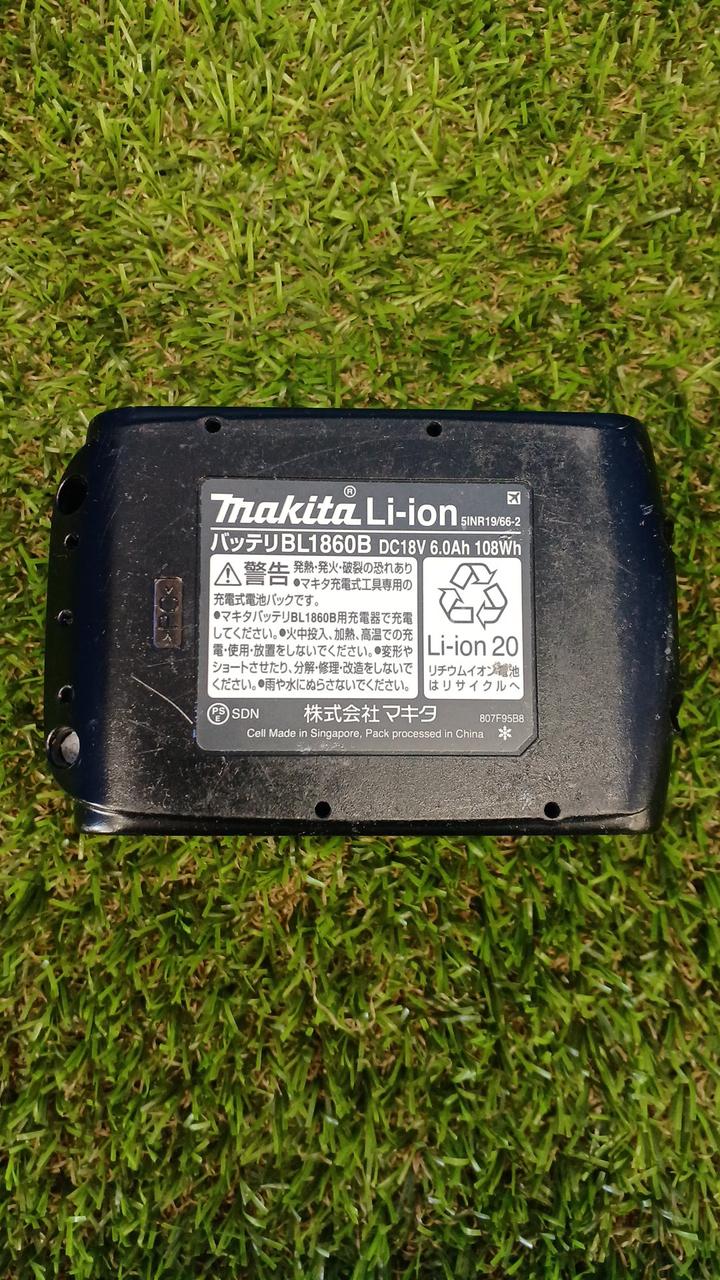 makita® Li-ion 5INR19/66-2
バッテリBL1860B DC18V 6.0Ah 108Wh
警告 発熱・発火・破裂の恐れあり
●マキタ充電式工具専用の
充電式電池パックです。
●マキタバッテリBL1860B用充電器で充電
してください。●火中投入、加熱、高温での充
電・使用・放置をしないでください。●変形や
ショートさせたり、分解・修理・改造をしないで
ください。●雨や水にぬらさないでください。
Li-ion 20
リチウムイオン電池
はリサイクルへ
PS
E SDN 株式会社マキタ 807F95B8
Cell Made in Singapore, Pack processed in China